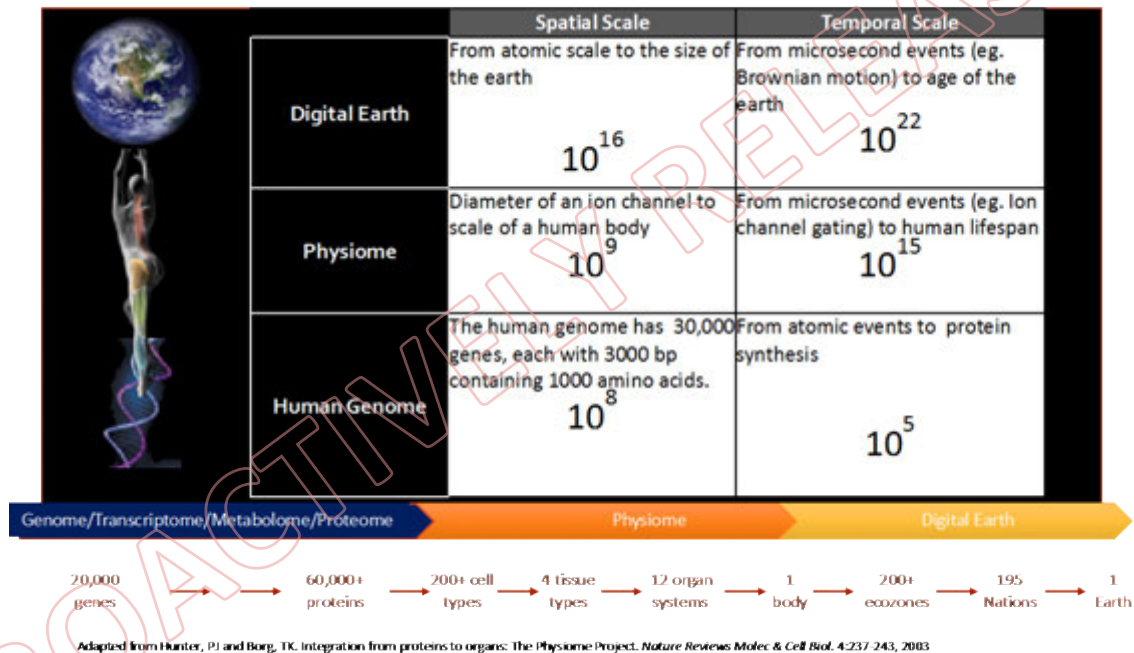 Spatial Scale
Temporal Scale
Digital Earth
From atomic scale to the size of
the earth
10^16
From microsecond events (eg.
Brownian motion) to age of the
earth
10^22
Physiome
Diameter of an ion channel to
scale of a human body
10^9
From microsecond events (eg. Ion
channel gating) to human lifespan
10^15
Human Genome
The human genome has 30,000
genes, each with 3000 bp
containing 1000 amino acids.
10^8
From atomic events to protein
synthesis
10^5
Genome/Transcriptome/Metabolome/Proteome
Physiome
Digital Earth
20,000
genes
60,000+
proteins
200+ cell
types
4 tissue
types
12 organ
systems
1
body
200+
ecozones
195
Nations
1
Earth
Adapted from Hunter, PJ and Borg, TK. Integration from proteins to organs: The Physiome Project. Nature Reviews Molec & Cell Biol. 4:237-243, 2003
OACTIVELY RELEAS